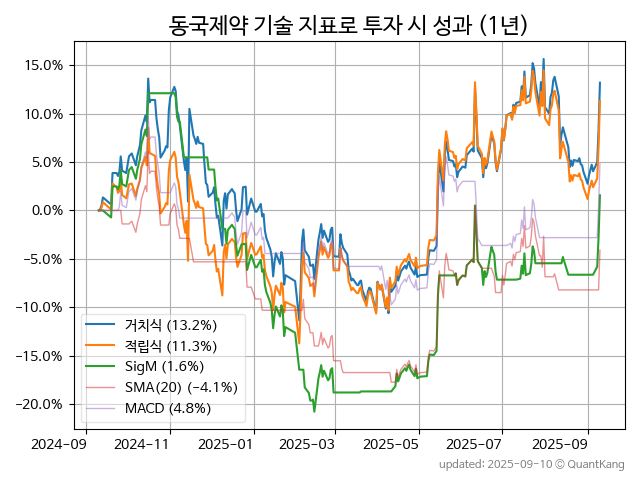 동국제약 기술 지표로 투자 시 성과 (1년)
15.0%
10.0%
5.0%
0.0%
−5.0%
−10.0%
−15.0%
−20.0%
거치식 (13.2%)
적립식 (11.3%)
SigM (1.6%)
SMA(20) (−4.1%)
MACD (4.8%)
2024-09
2024-11
2025-01
2025-03
2025-05
2025-07
2025-09
updated: 2025-09-10 © QuantKang